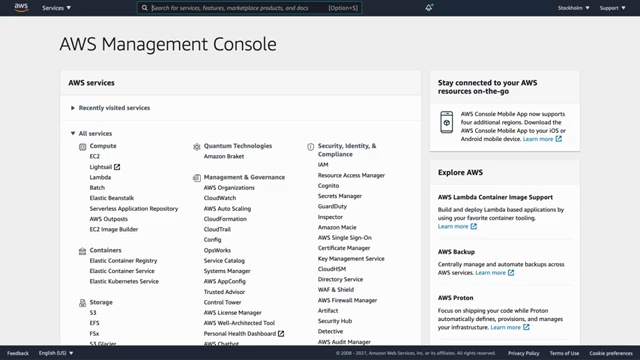 aws
Services
Search for services, features, marketplace products, and docs
[Option+S]
Stockholm
Support
AWS Management Console
AWS services
Recently visited services
All services
Compute
EC2
Lightsail
Lambda
Batch
Elastic Beanstalk
Serverless Application Repository
AWS Outposts
EC2 Image Builder
Containers
Elastic Container Registry
Elastic Container Service
Elastic Kubernetes Service
Storage
S3
EFS
FSx
S3 Glacier
Quantum Technologies
Amazon Braket
Management & Governance
AWS Organizations
CloudWatch
AWS Auto Scaling
CloudFormation
CloudTrail
Config
OpsWorks
Service Catalog
Systems Manager
AWS AppConfig
Trusted Advisor
Control Tower
AWS License Manager
AWS Well-Architected Tool
Personal Health Dashboard
AWS Chatbot
Security, Identity, &
Compliance
IAM
Resource Access Manager
Cognito
Secrets Manager
GuardDuty
Inspector
Amazon Macie
AWS Single Sign-On
Certificate Manager
Key Management Service
CloudHSM
Directory Service
WAF & Shield
AWS Firewall Manager
Artifact
Security Hub
Detective
AWS Audit Manager
Stay connected to your AWS
resources on-the-go
AWS Console Mobile App now supports
four additional regions. Download the
AWS Console Mobile App to your iOS or
Android mobile device. Learn more
Explore AWS
AWS Lambda Container Image Support
Build and deploy Lambda based applications by
using your favorite container tooling.
Learn more
AWS Backup
Centrally manage and automate backups across
AWS services. Learn more
AWS Proton
Focus on shipping your code while Proton
automatically defines, provisions, and manages
your infrastructure. Learn more
Feedback
English (US)
© 2008 - 2021, Amazon Web Services, Inc. or its affiliates. All rights reserved.
Privacy Policy
Terms of Use
Cookie preferences